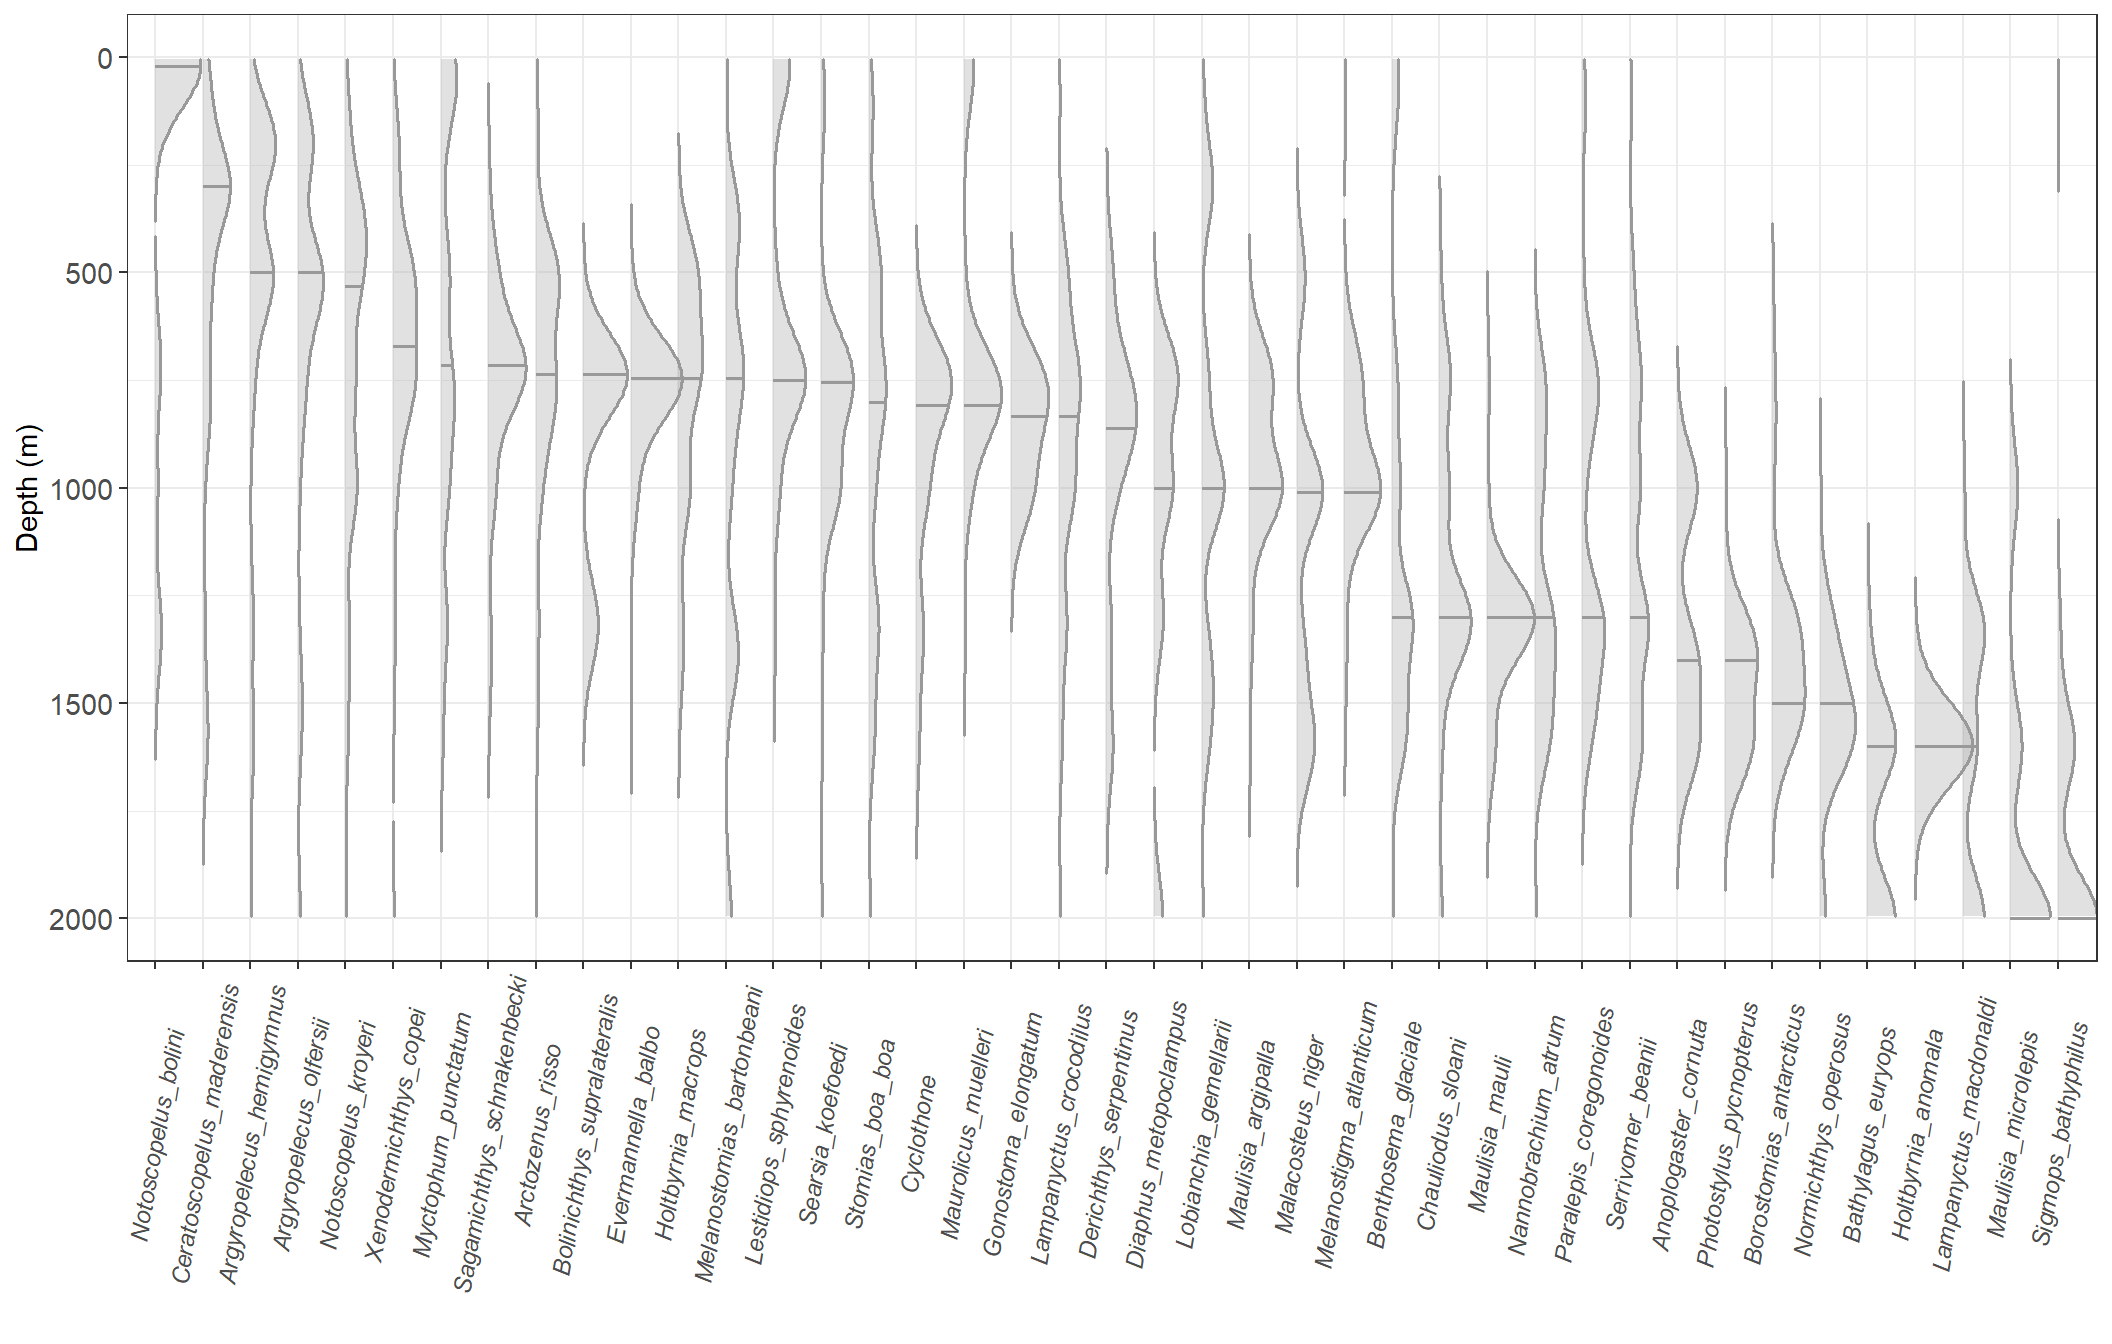 Depth (m)
0
500
1000
1500
2000
Notoscopelus_bolini
Ceratoscopelus_maderensis
Argyropelecus_hemigymnus
Argyropelecus_olfersii
Notoscopelus_kroyeri
Xenodermichthys_copei
Myctophum_punctatum
Sagamichthys_schnakenbecki
Arctozenus_risso
Bolinichthys_supralateralis
Evermannella_balbo
Holtbyrnia_macrops
Melanostomias_bartonbeani
Lestidiops_sphyrenoides
Searsia_koefoedi
Stomias_boa_boa
Cyclothone
Maurolicus_muelleri
Gonostoma_elongatum
Lampanyctus_crocodilus
Derichthys_serpentinus
Diaphus_metopoclampus
Lobianchia_gemellarii
Maulisia_argipalla
Malacosteus_niger
Melanostigma_atlanticum
Benthosema_glaciale
Chauliodus_sloani
Maulisia_mauli
Nannobrachium_atrum
Paralepis_coregonoides
Serrivomer_beanii
Anoplogaster_cornuta
Photostylus_pycnopterus
Borostomias_antarcticus
Normichthys_operosus
Bathylagus_euryops
Holtbyrnia_anomala
Lampanyctus_macdonaldi
Maulisia_microlepis
Sigmops_bathyphilus